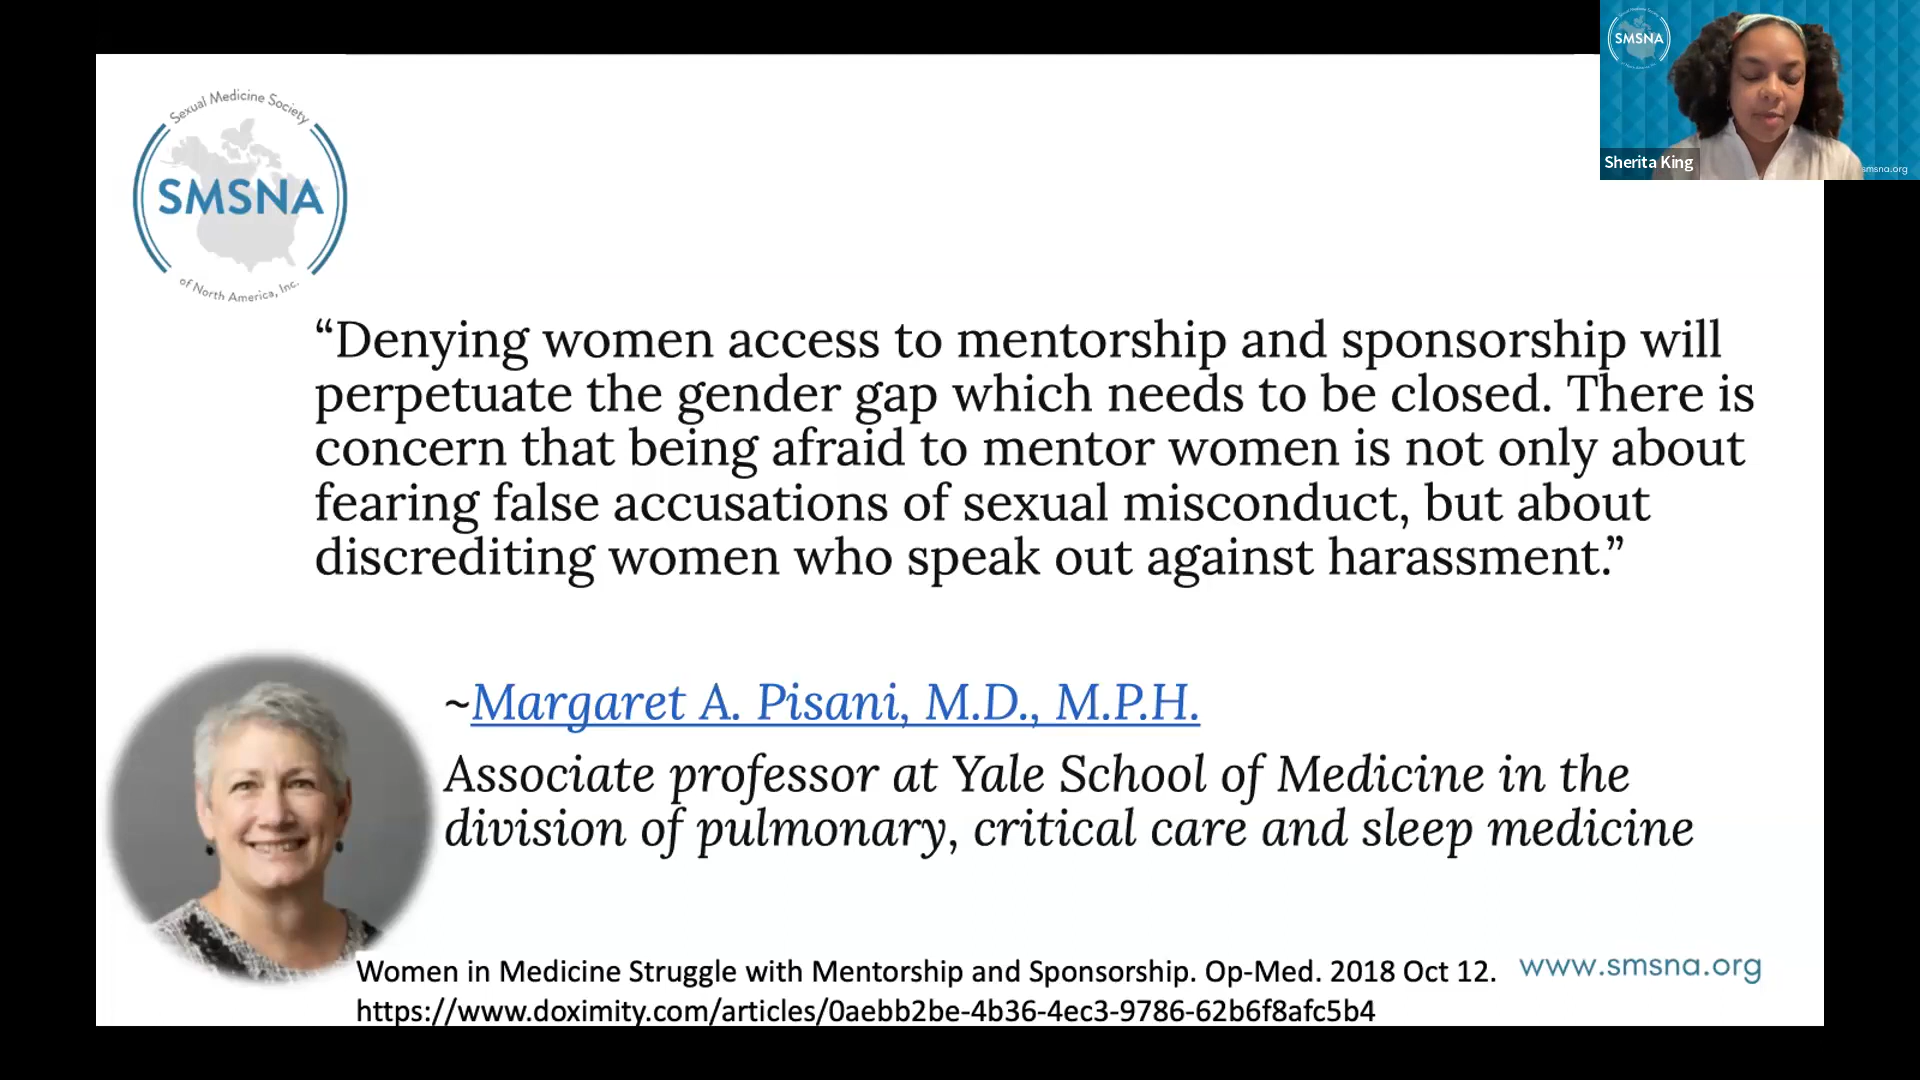 SMSNA
Sherita King
smsna.org
Sexual Medicine Society
SMSNA
of North America, Inc.
“Denying women access to mentorship and sponsorship will
perpetuate the gender gap which needs to be closed. There is
concern that being afraid to mentor women is not only about
fearing false accusations of sexual misconduct, but about
discrediting women who speak out against harassment.”
~Margaret A. Pisani, M.D., M.P.H.
Associate professor at Yale School of Medicine in the
division of pulmonary, critical care and sleep medicine
Women in Medicine Struggle with Mentorship and Sponsorship. Op-Med. 2018 Oct 12.
https://www.doximity.com/articles/0aebb2be-4b36-4ec3-9786-62b6f8afc5b4
www.smsna.org